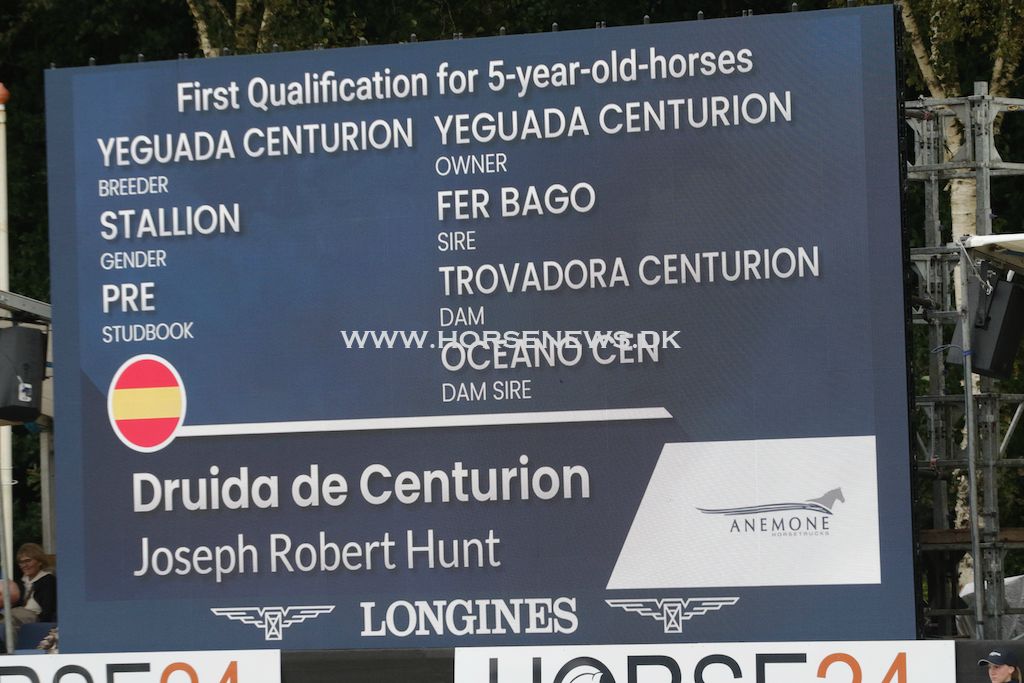 First Qualification for 5-year-old-horses
YEGUADA CENTURION
BREEDER
STALLION
GENDER
PRE
STUDBOOK
YEGUADA CENTURION
OWNER
FER BAGO
SIRE
TROVADORA CENTURION
DAM
OCEANO CEN
DAM SIRE
WWW.HORSENEWS.DK
Druida de Centurion
Joseph Robert Hunt
ANEMONE
HORSETRUCKS
LONGINES
HORSE24
HORSE24